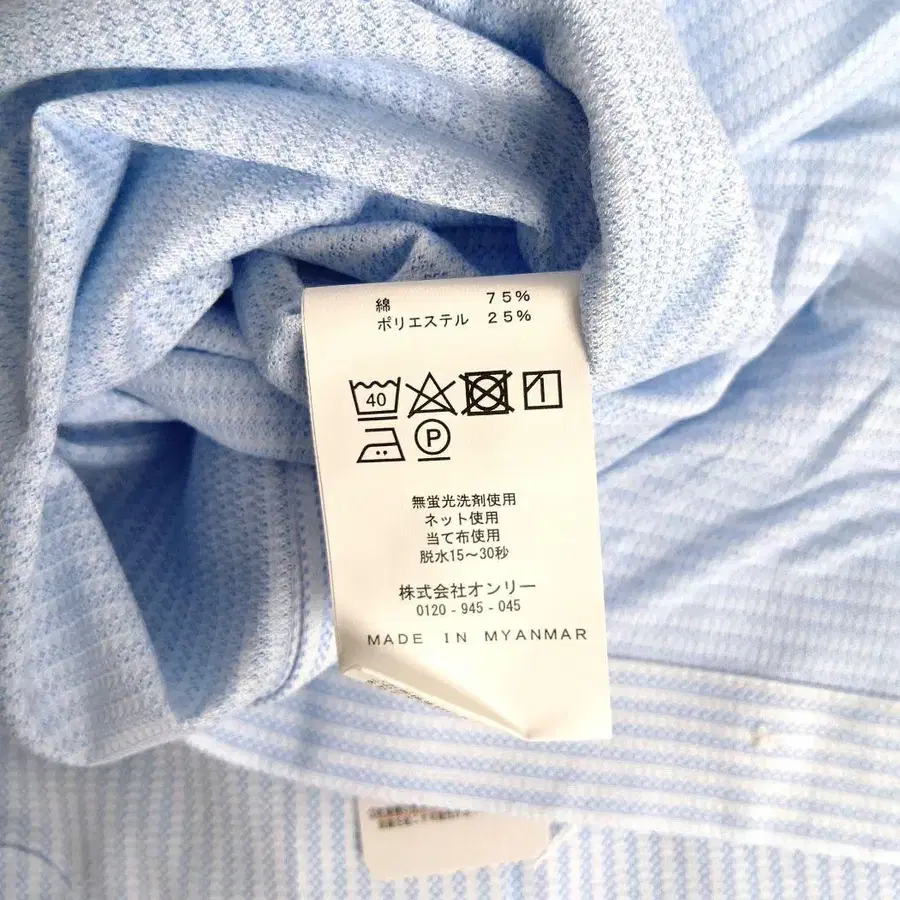 綿 75%
ポリエステル 25%
40
P
無蛍光洗剤使用
ネット使用
当て布使用
脱水15〜30秒
株式会社オンリー
0120 - 945 - 045
MADE IN MYANMAR